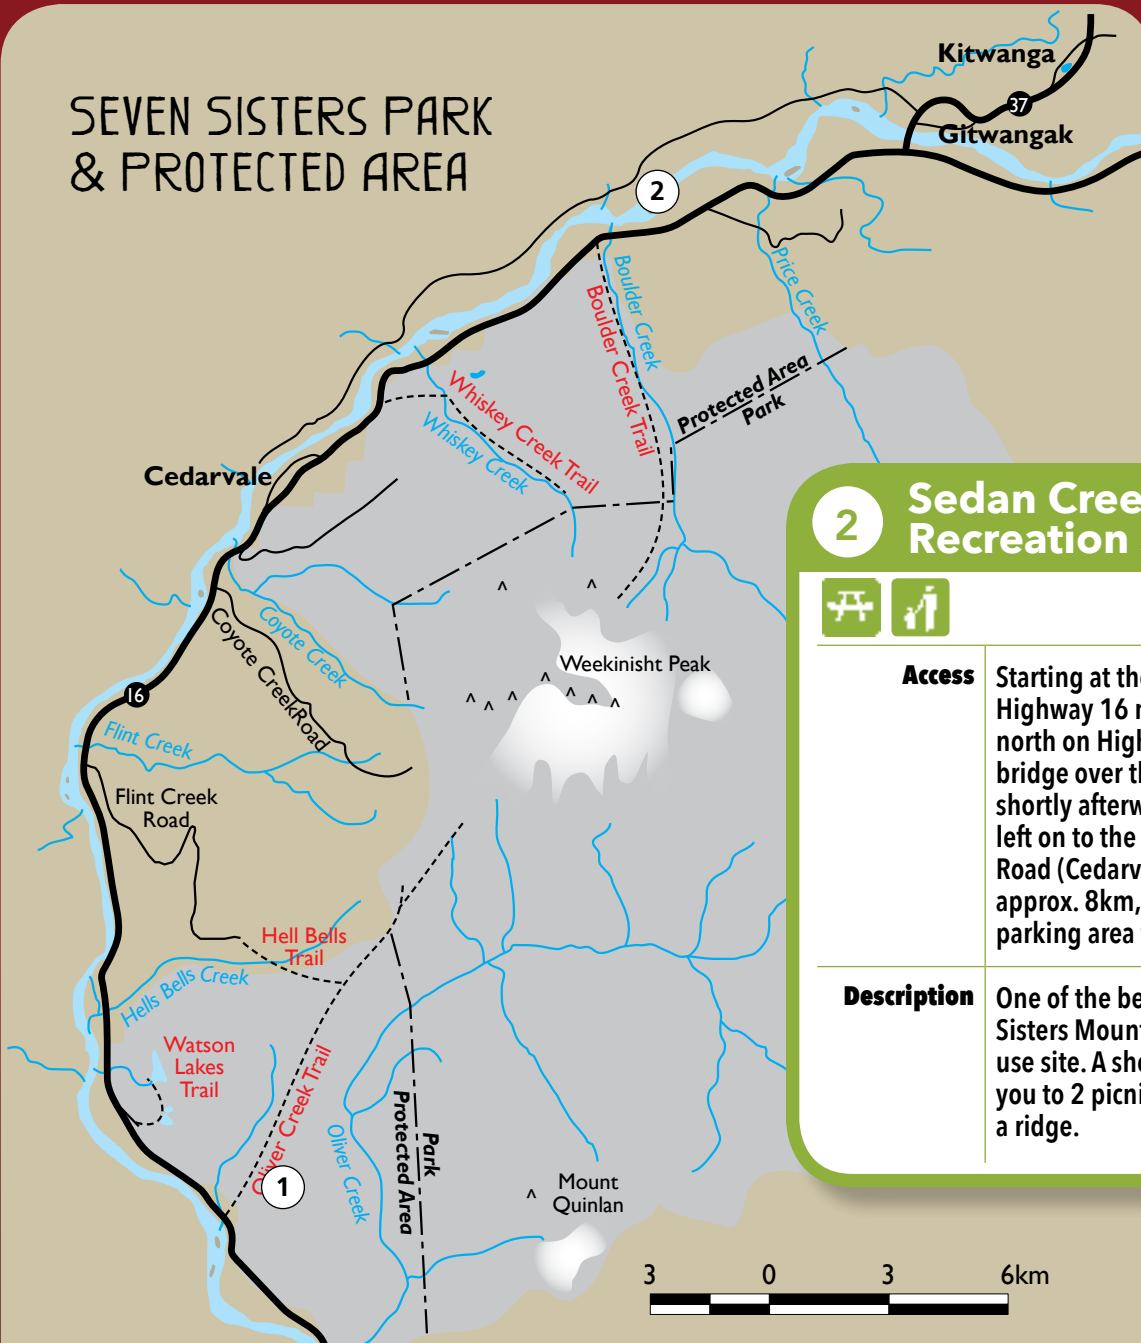 SEVEN SISTERS PARK
& PROTECTED AREA
Kitwanga
37
Gitwangak
2
Boulder Creek
Boulder Creek Trail
Price Creek
Protected Area
Park
Whiskey Creek Trail
Whiskey Creek
Cedarvale
Coyote Creek
Coyote CreekRoad
16
Flint Creek
Flint Creek
Road
Weekinisht Peak
^ ^ ^ ^ ^ ^ ^ ^ ^
Hell Bells
Trail
Hells Bells Creek
Watson
Lakes
Trail
Oliver Creek Trail
1
Oliver Creek
Park
Protected Area
^
Mount
Quinlan
3 0 3 6km
2
Sedan Cree
Recreation
Access
Starting at the
Highway 16
north on High
bridge over th
shortly afterw
left on to the
Road (Cedarv
approx. 8km,
parking area
Description
One of the be
Sisters Mount
use site. A sho
you to 2 picni
a ridge.